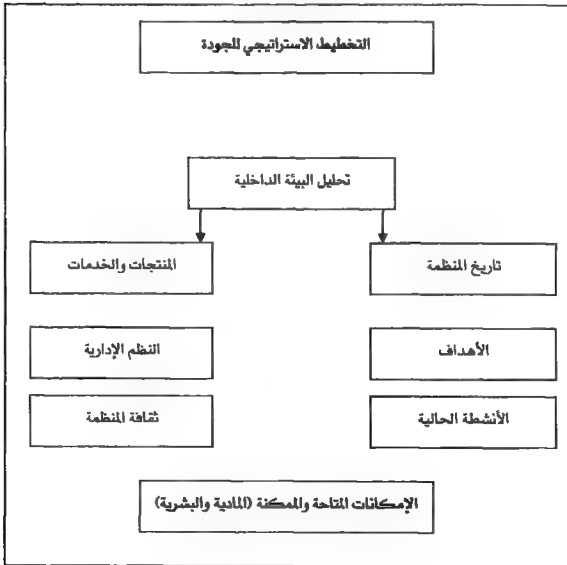 التخطيط الاستراتيجي للجودة
تحليل البيئة الداخلية
تاريخ المنظمة
المنتجات والخدمات
الأهداف
النظم الإدارية
الأنشطة الحالية
ثقافة المنظمة
الإمكانات المتاحة والممكنة (المادية والبشرية)